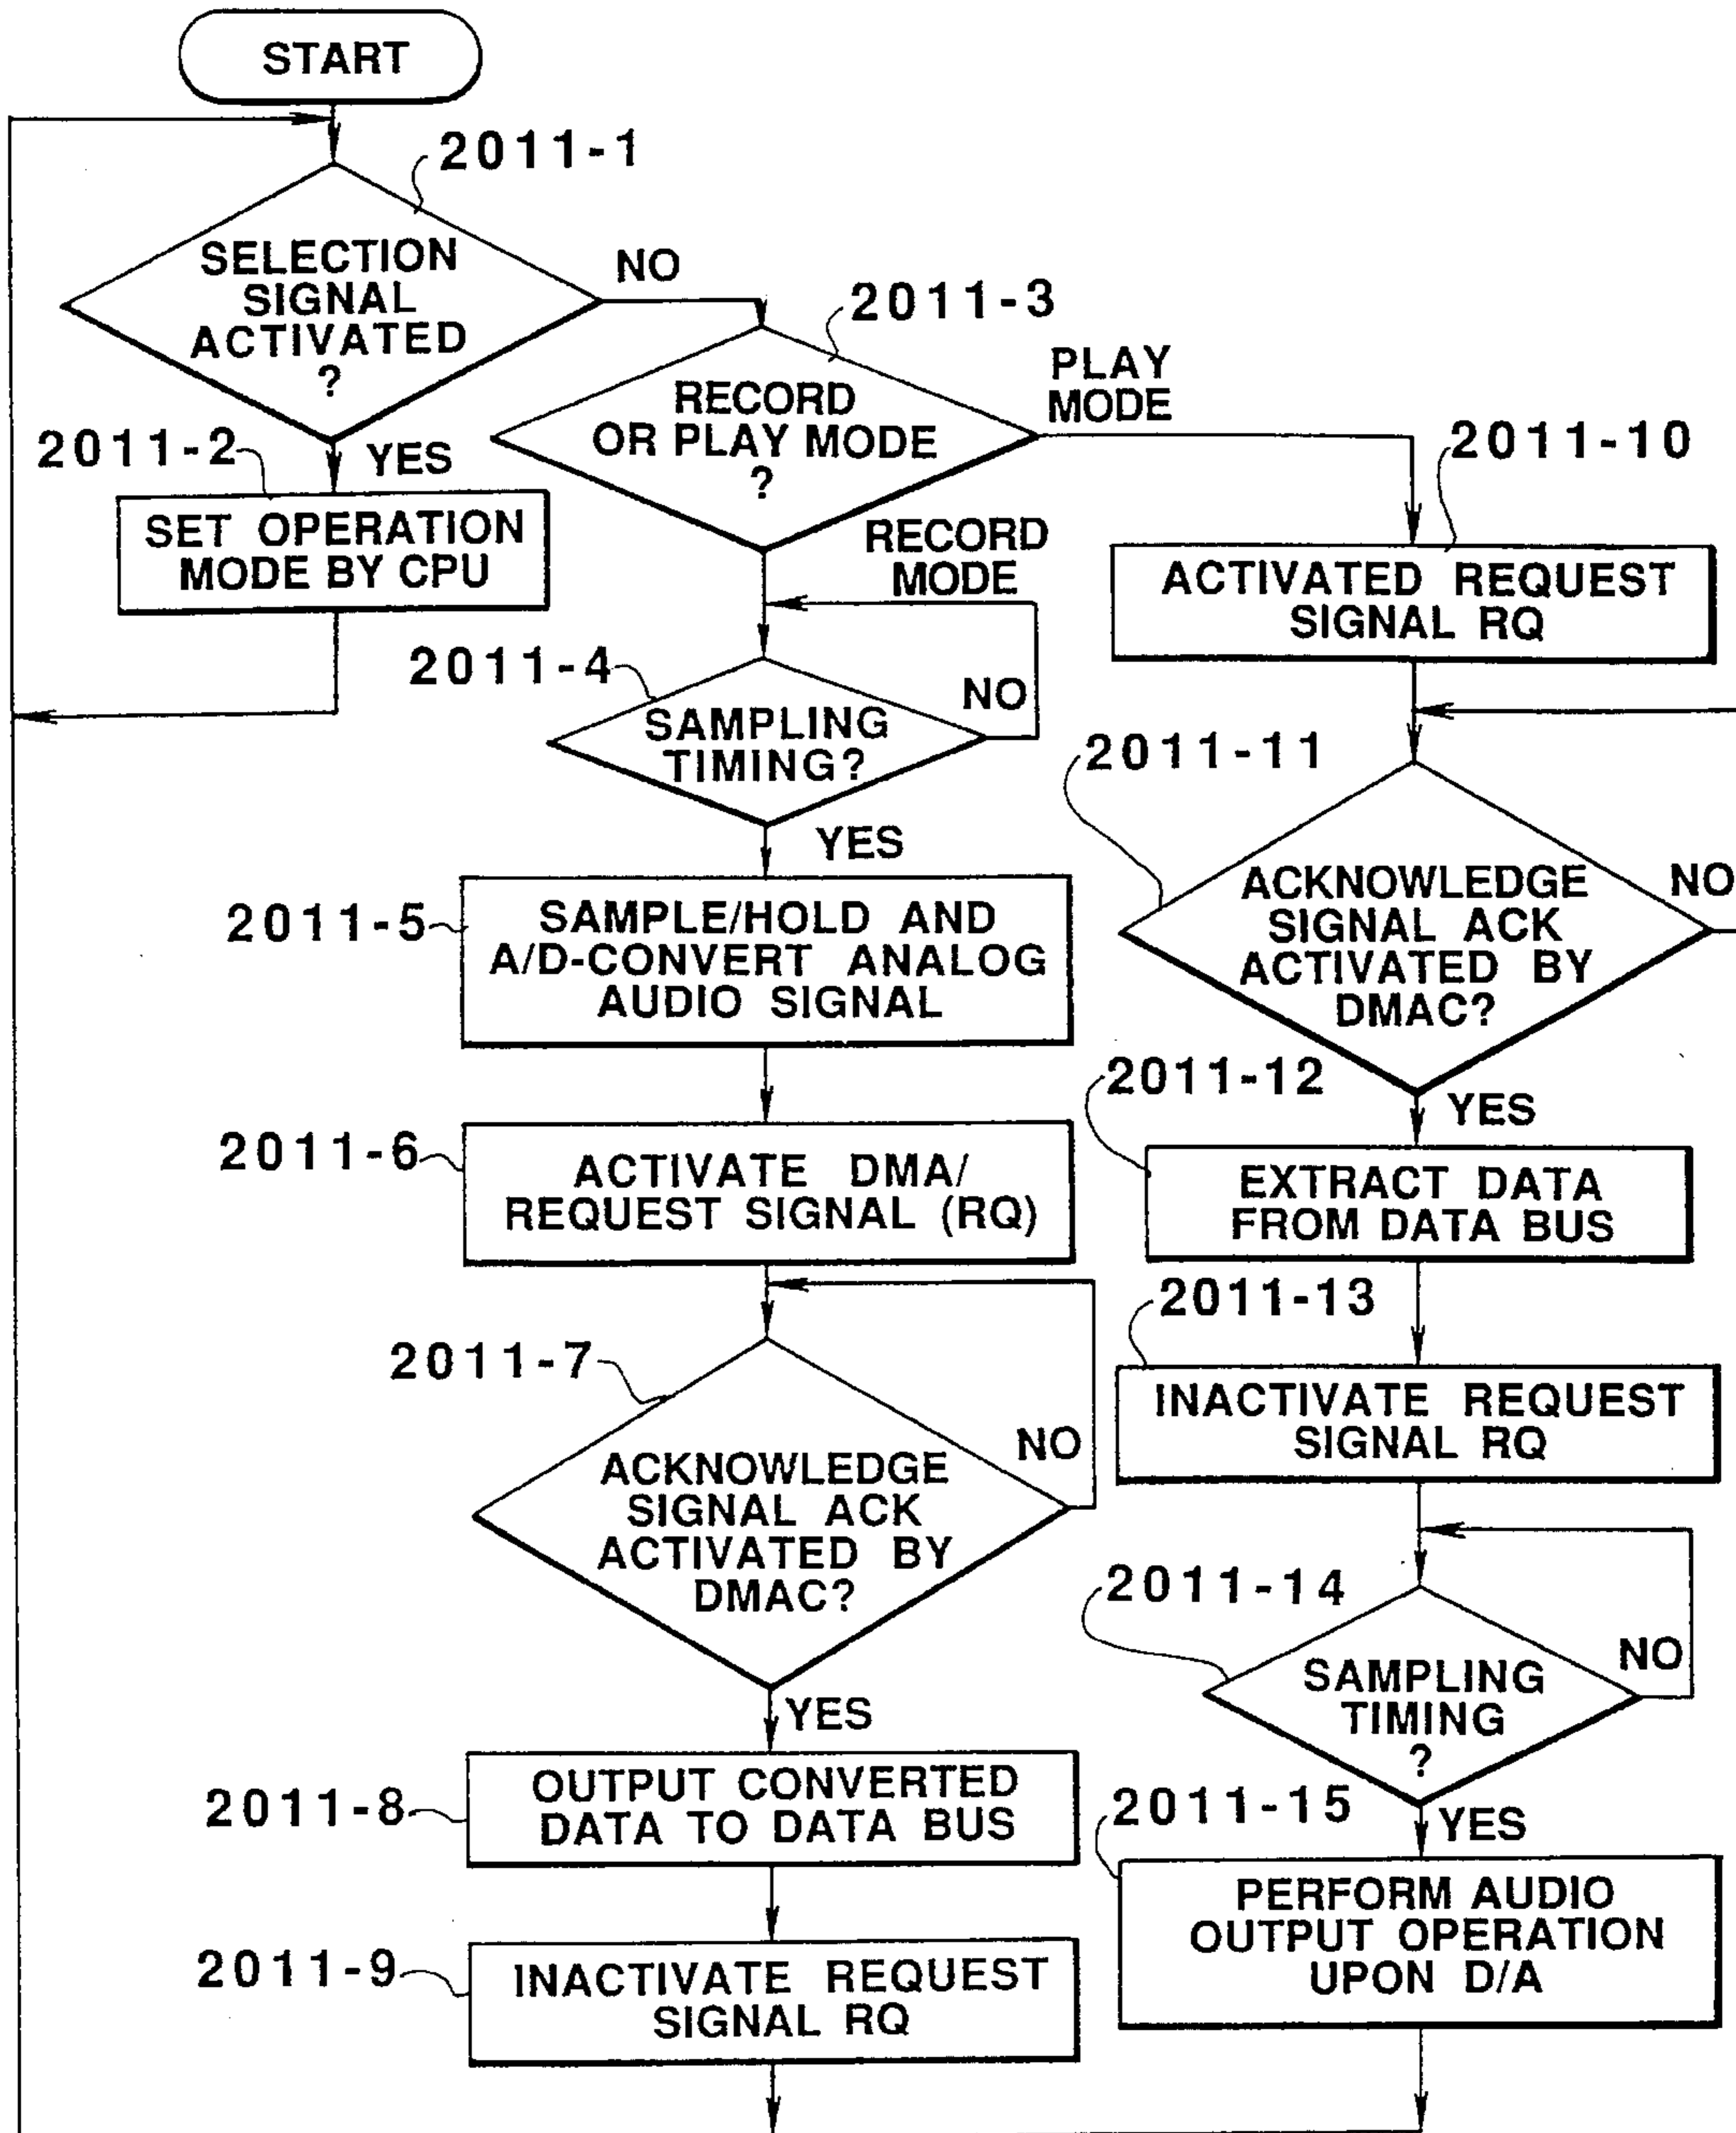 START
2011-1
SELECTION
SIGNAL
ACTIVATED
?
NO
YES
2011-2
SET OPERATION
MODE BY CPU
2011-3
RECORD
OR PLAY MODE
?
PLAY
MODE
RECORD
MODE
2011-4
SAMPLING
TIMING?
NO
YES
2011-5
SAMPLE/HOLD AND
A/D-CONVERT ANALOG
AUDIO SIGNAL
2011-6
ACTIVATE DMA/
REQUEST SIGNAL (RQ)
2011-7
ACKNOWLEDGE
SIGNAL ACK
ACTIVATED BY
DMAC?
NO
YES
2011-8
OUTPUT CONVERTED
DATA TO DATA BUS
2011-9
INACTIVATE REQUEST
SIGNAL RQ
2011-10
ACTIVATED REQUEST
SIGNAL RQ
2011-11
ACKNOWLEDGE
SIGNAL ACK
ACTIVATED BY
DMAC?
NO
YES
2011-12
EXTRACT DATA
FROM DATA BUS
2011-13
INACTIVATE REQUEST
SIGNAL RQ
2011-14
SAMPLING
TIMING
?
NO
YES
2011-15
PERFORM AUDIO
OUTPUT OPERATION
UPON D/A